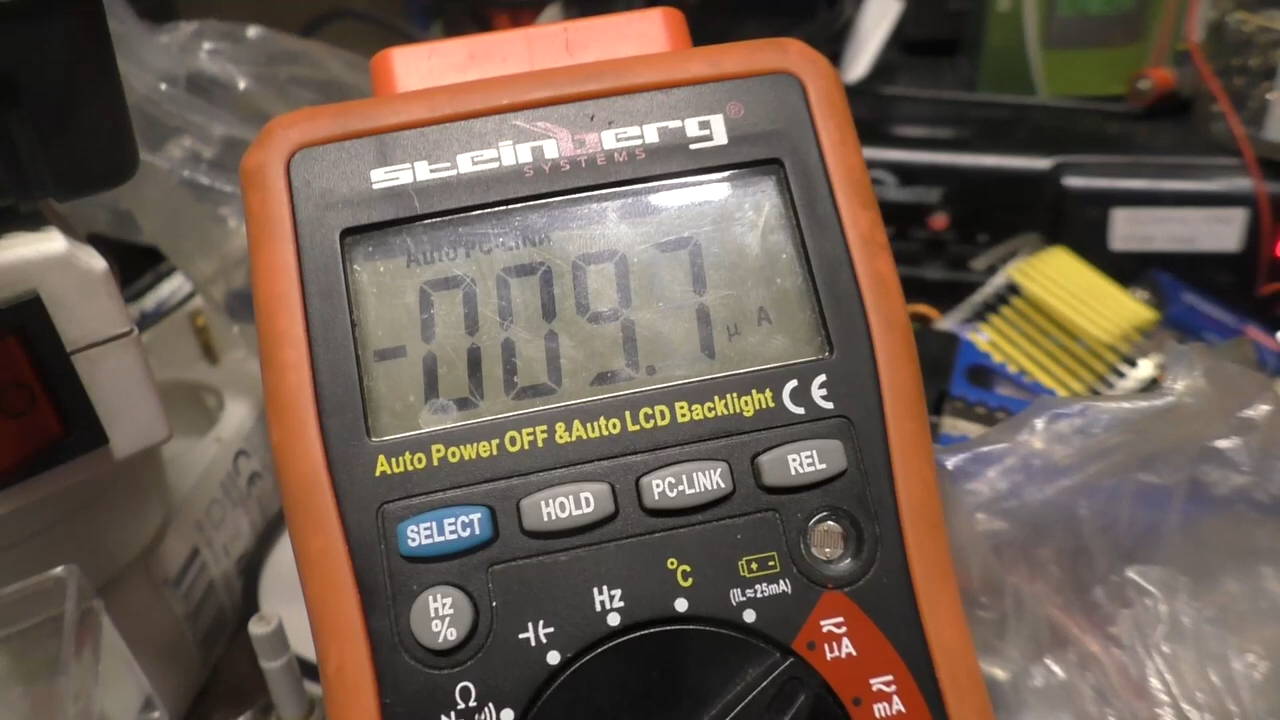 steinberg®
SYSTEMS
Auto PC-LINK
-009.7 μ A
Auto Power OFF &Auto LCD Backlight CE
SELECT HOLD PC-LINK REL
Hz
%
Hz °C
(IL≈25mA)
μA
mA
Ω